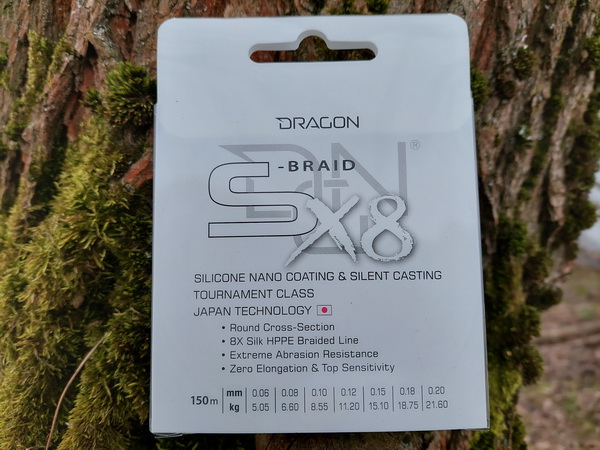 DRAGON
S-BRAID
X8
®
SILICONE NANO COATING & SILENT CASTING
TOURNAMENT CLASS
JAPAN TECHNOLOGY
• Round Cross-Section
• 8X Silk HPPE Braided Line
• Extreme Abrasion Resistance
• Zero Elongation & Top Sensitivity
150m
mm 0.06 0.08 0.10 0.12 0.15 0.18 0.20
kg 5.05 6.60 8.55 11.20 15.10 18.75 21.60